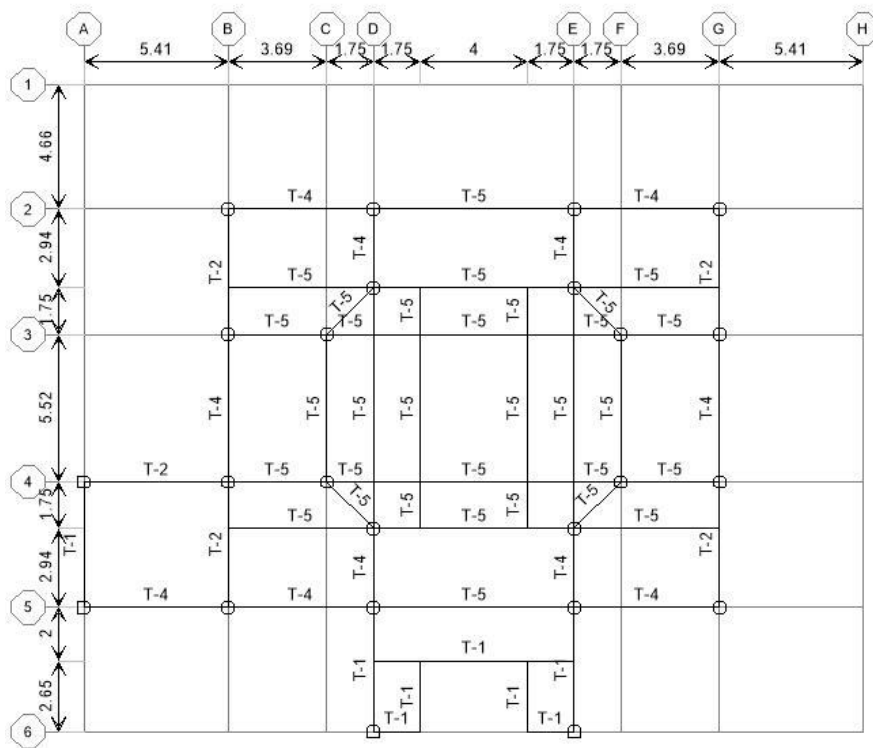 A B C D E F G H
5.41 3.69 1.75 1.75 4 1.75 1.75 3.69 5.41
1
4.66
2 T-4 T-5 T-4
2.94 T-2 T-4 T-4 T-2
T-5 T-5 T-5
1.75 T-5 T-5 T-5 T-5
3 T-5 T-5 T-5 T-5 T-5
5.52 T-4 T-5 T-5 T-5 T-5 T-5 T-5 T-4
4 T-2 T-5 T-5 T-5 T-5 T-5
1.75 T-5 T-5 T-5 T-5
T-5 T-5 T-5
2.94 T-1 T-2 T-4 T-4 T-2
5 T-4 T-4 T-5 T-4
2 T-1
2.65 T-1 T-1 T-1 T-1
6 T-1 T-1